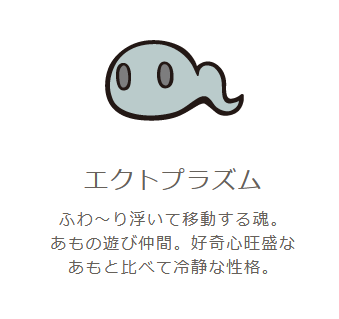 エクトプラズム
ふわ〜り浮いて移動する魂。
あもの遊び仲間。好奇心旺盛な
あもと比べて冷静な性格。